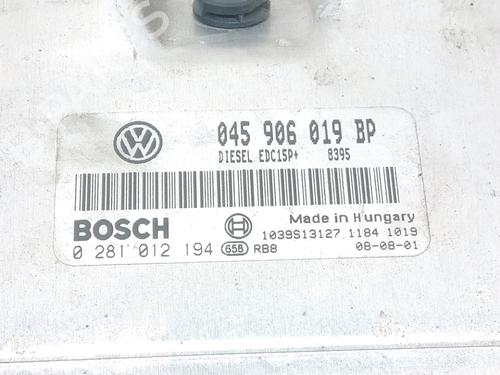 045 906 019 BP
DIESEL EDC15P+ 8395
BOSCH
Made in Hungary
1039S13127 1184 1019
0 281 012 194 65B RB8 08-08-01